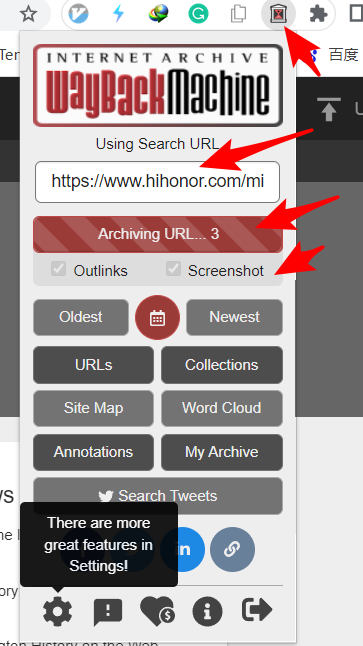 百度
INTERNET ARCHIVE
WayBackMachine
Using Search URL
https://www.hihonor.com/mi
Archiving URL... 3
Outlinks
Screenshot
Oldest
Newest
URLs
Collections
Site Map
Word Cloud
Annotations
My Archive
Search Tweets
There are more
great features in
Settings!
in
ory
gton History on the Web